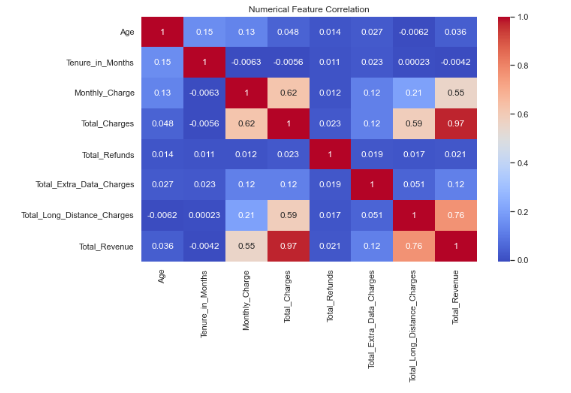 Numerical Feature Correlation
Age 1 0.15 0.13 0.048 0.014 0.027 -0.0062 0.036
Tenure_in_Months 0.15 1 -0.0063 -0.0056 0.011 0.023 0.00023 -0.0042
Monthly_Charge 0.13 -0.0063 1 0.62 0.012 0.12 0.21 0.55
Total_Charges 0.048 -0.0056 0.62 1 0.023 0.12 0.59 0.97
Total_Refunds 0.014 0.011 0.012 0.023 1 0.019 0.017 0.021
Total_Extra_Data_Charges 0.027 0.023 0.12 0.12 0.019 1 0.051 0.12
Total_Long_Distance_Charges -0.0062 0.00023 0.21 0.59 0.017 0.051 1 0.76
Total_Revenue 0.036 -0.0042 0.55 0.97 0.021 0.12 0.76 1
Age
Tenure_in_Months
Monthly_Charge
Total_Charges
Total_Refunds
Total_Extra_Data_Charges
Total_Long_Distance_Charges
Total_Revenue
1.0
0.8
0.6
0.4
0.2
0.0